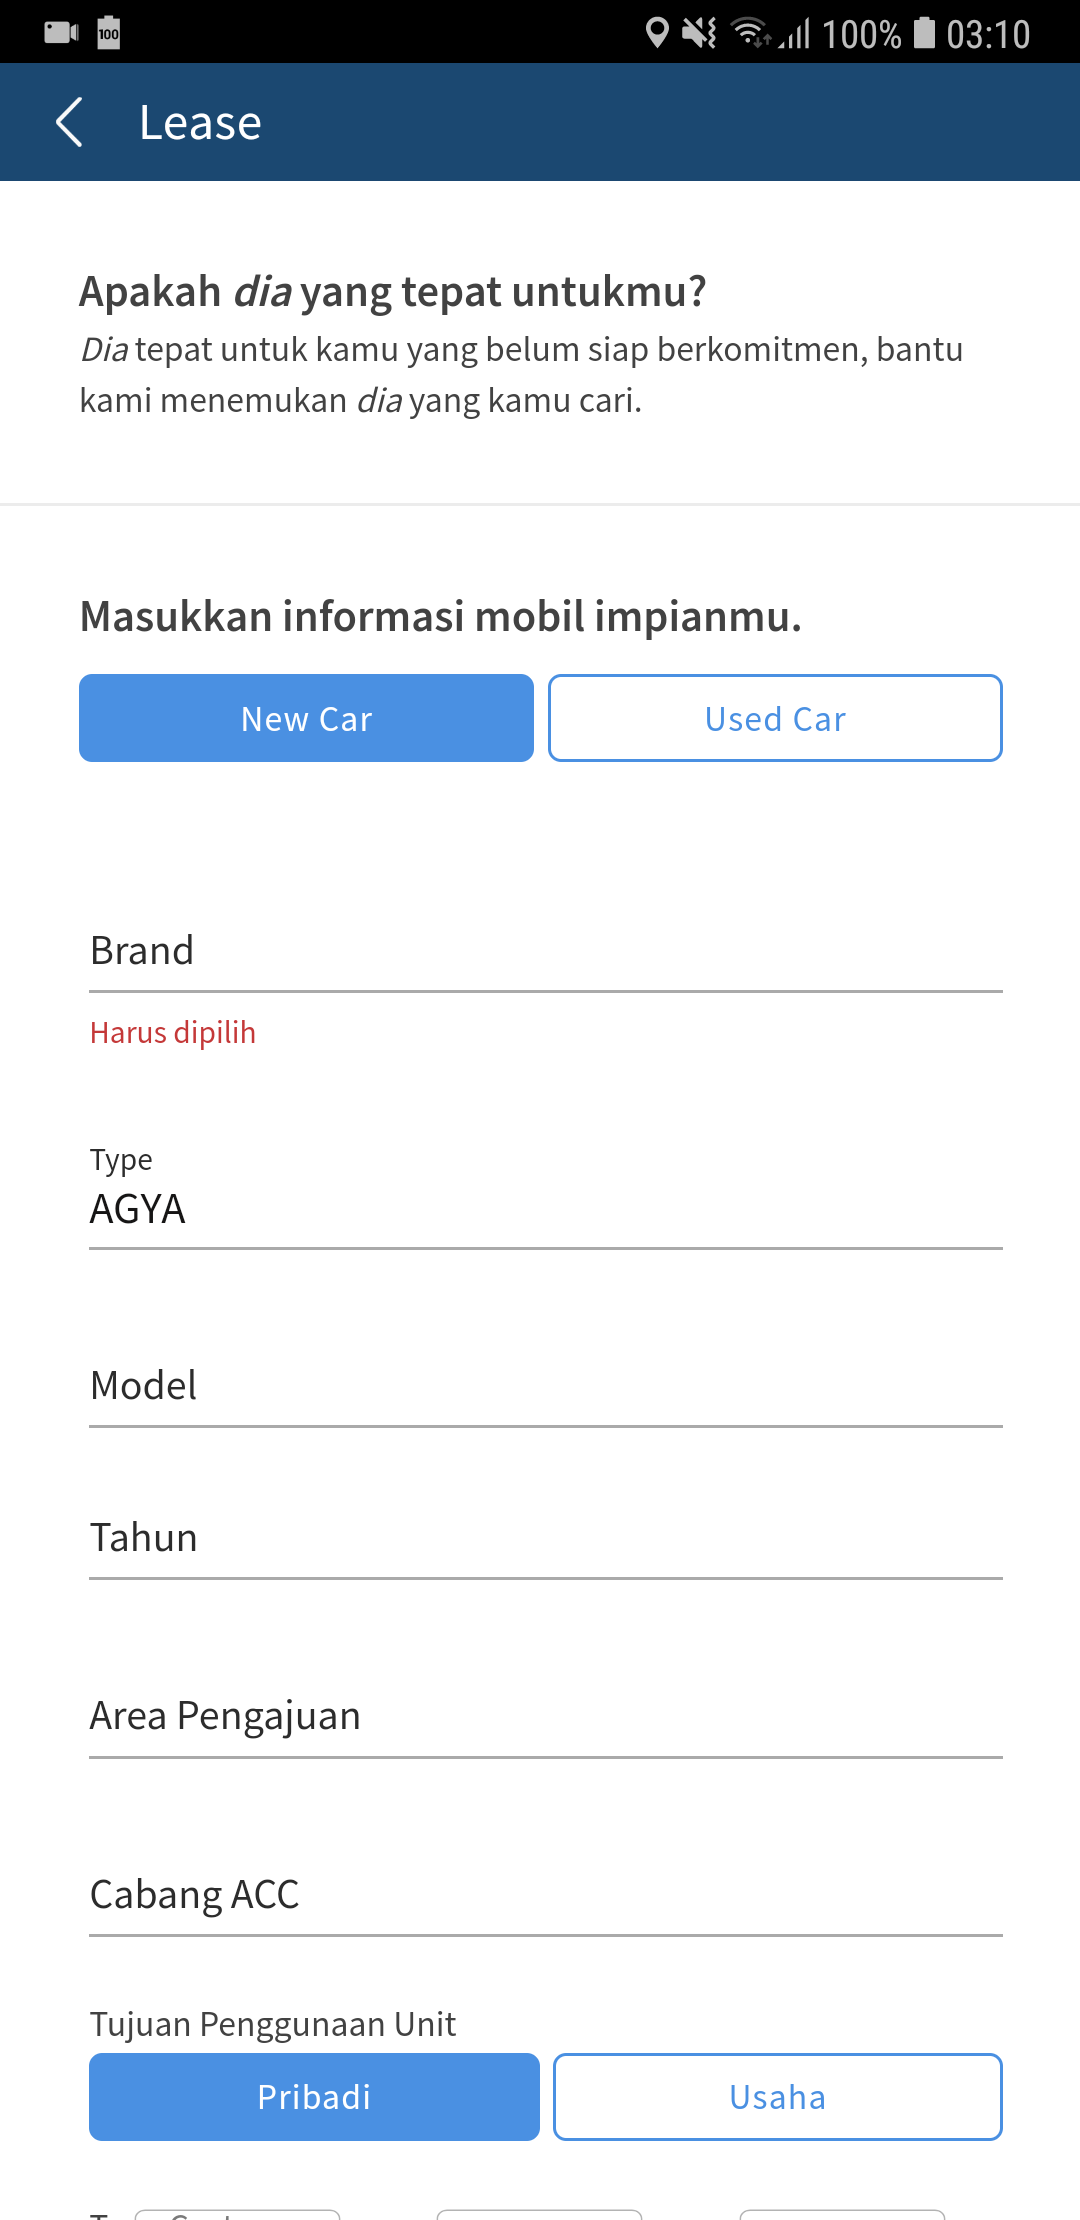 100
100%
03:10
Lease
Apakah dia yang tepat untukmu?
Dia tepat untuk kamu yang belum siap berkomitmen, bantu
kami menemukan dia yang kamu cari.
Masukkan informasi mobil impianmu.
New Car
Used Car
Brand
Harus dipilih
Type
AGYA
Model
Tahun
Area Pengajuan
Cabang ACC
Tujuan Penggunaan Unit
Pribadi
Usaha